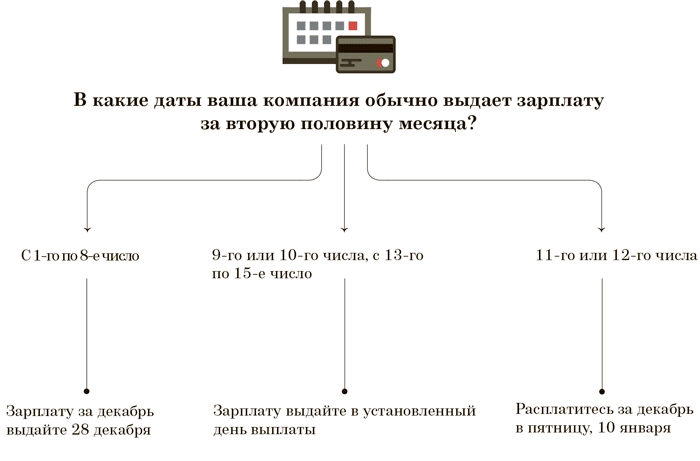 В какие даты ваша компания обычно выдает зарплату
за вторую половину месяца?
С 1-го по 8-е число
9-го или 10-го числа, с 13-го
по 15-е число
11-го или 12-го числа
Зарплату за декабрь
выдайте 28 декабря
Зарплату выдайте в установленный
день выплаты
Расплатитесь за декабрь
в пятницу, 10 января